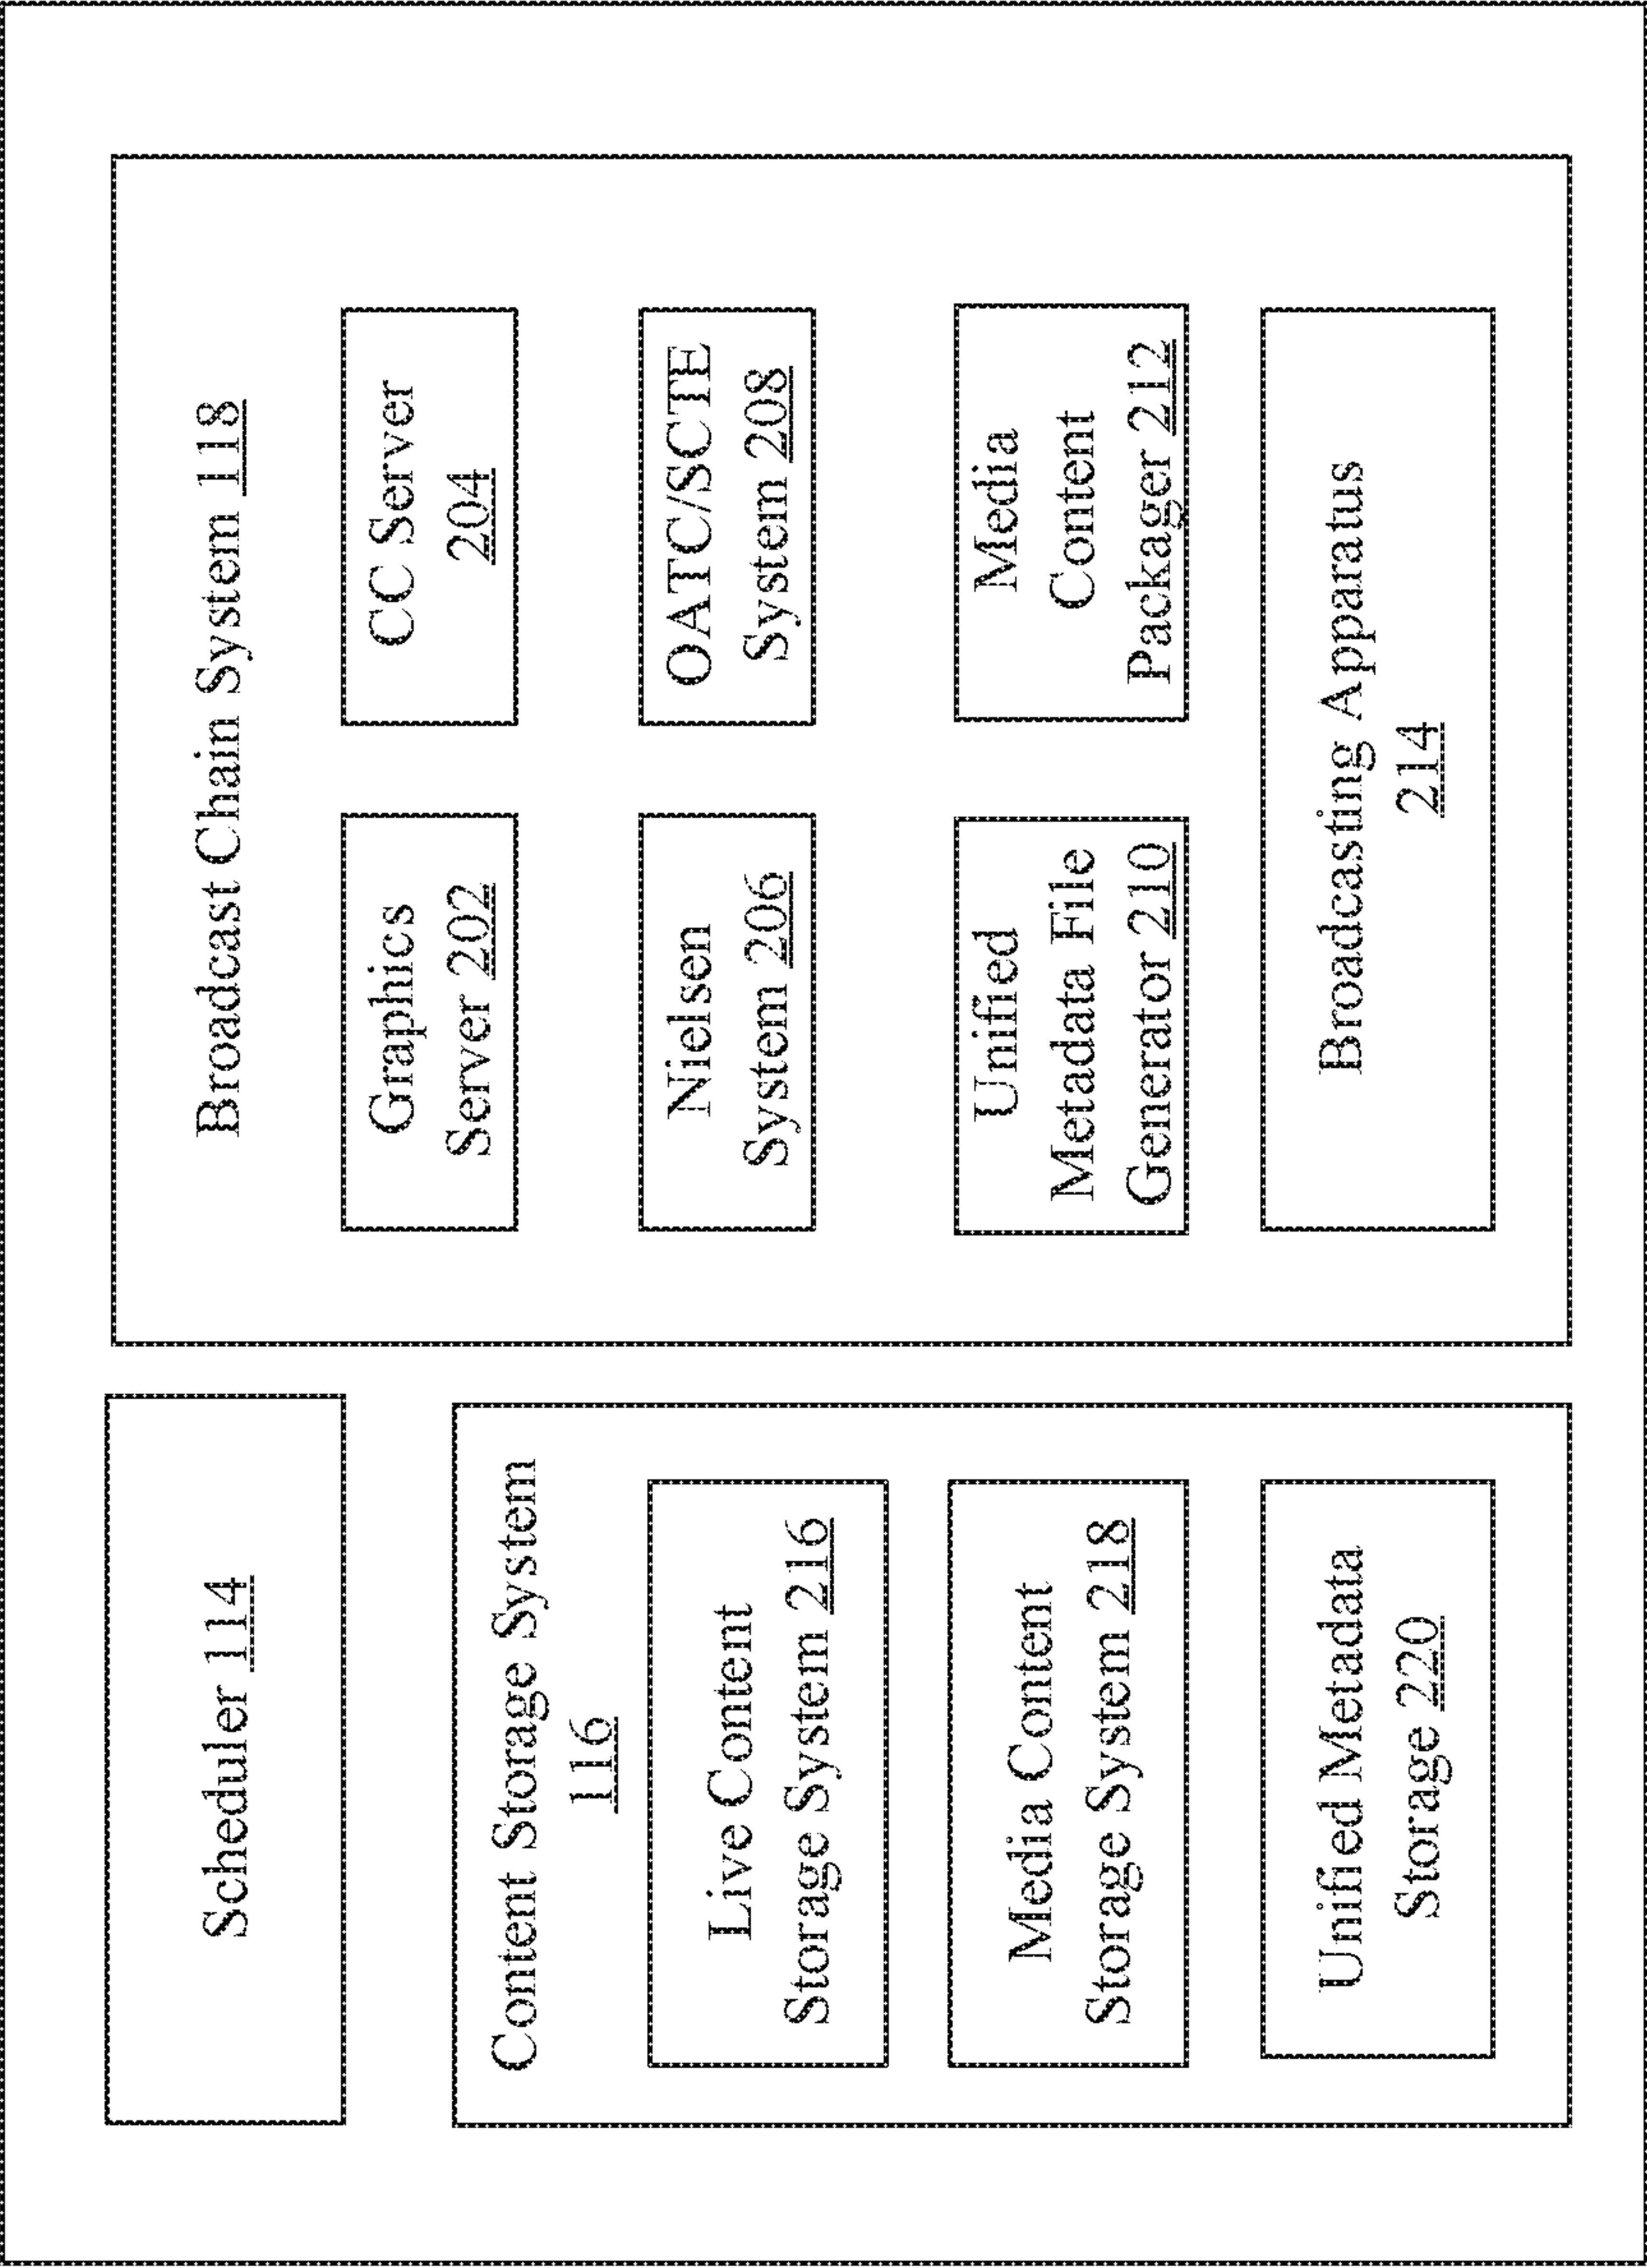 Scheduler 114
Content Storage System
116
Live Content
Storage System 216
Media Content
Storage System 218
Unified Metadata
Storage 220
Broadcast Chain System 118
Graphics
Server 202
CC Server
204
Nielsen
System 206
OATC/SCTE
System 208
Unified
Metadata File
Generator 210
Media
Content
Packager 212
Broadcasting Apparatus
214